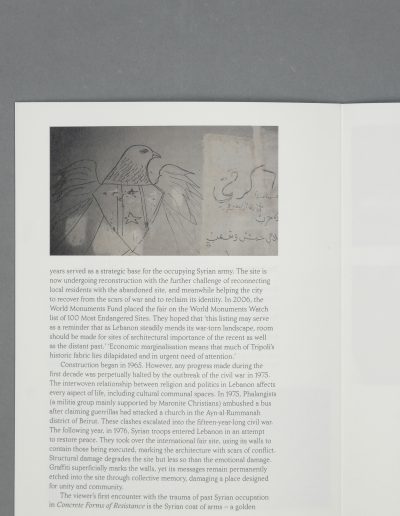 years served as a strategic base for the occupying Syrian army. The site is
now undergoing reconstruction with the further challenge of reconnecting
local residents with the abandoned site, and meanwhile helping the city
to recover from the scars of war and to reclaim its identity. In 2006, the
World Monuments Fund placed the fair on the World Monuments Watch
list of 100 Most Endangered Sites. They hoped that 'this listing may serve
as a reminder that as Lebanon steadily mends its war-torn landscape, room
should be made for sites of architectural importance of the recent as well
as the distant past.' 'Economic marginalisation means that much of Tripoli's
historic fabric lies dilapidated and in urgent need of attention.'
Construction began in 1965. However, any progress made during the
first decade was perpetually halted by the outbreak of the civil war in 1975.
The interwoven relationship between religion and politics in Lebanon affects
every aspect of life, including cultural communal spaces. In 1975, Phalangists
(a militia group mainly supported by Maronite Christians) ambushed a bus
after claiming guerrillas had attacked a church in the Ayn-al-Rummanah
district of Beirut. These clashes escalated into the fifteen-year-long civil war.
The following year, in 1976, Syrian troops entered Lebanon in an attempt
to restore peace. They took over the international fair site, using its walls to
contain those being executed, marking the architecture with scars of conflict.
Structural damage degrades the site but less so than the emotional damage.
Graffiti superficially marks the walls, yet its messages remain permanently
etched into the site through collective memory, damaging a place designed
for unity and community.
The viewer's first encounter with the trauma of past Syrian occupation
in Concrete Forms of Resistance is the Syrian coat of arms – a golden